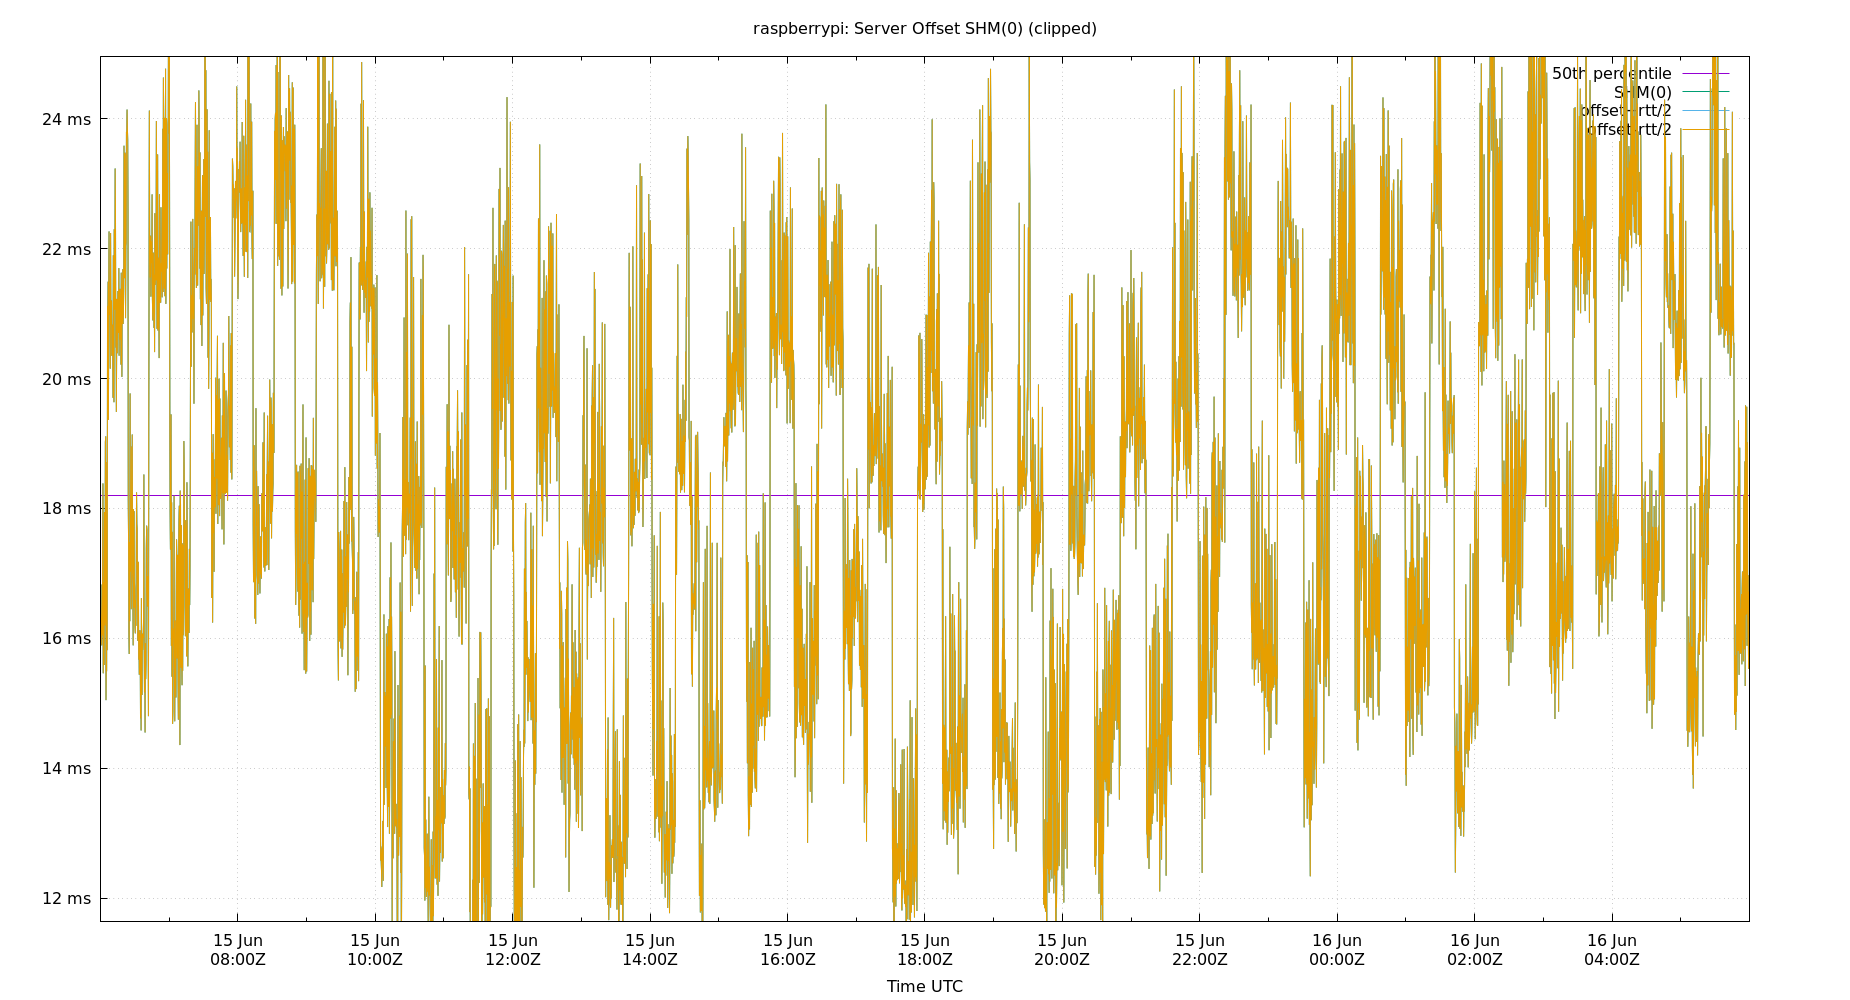 raspberrypi: Server Offset SHM(0) (clipped)
50th percentile
SHM(0)
offset-rtt/2
offset+rtt/2
24 ms
22 ms
20 ms
18 ms
16 ms
14 ms
12 ms
15 Jun 15 Jun 15 Jun 15 Jun 15 Jun 15 Jun 15 Jun 15 Jun 16 Jun 16 Jun 16 Jun
08:00Z 10:00Z 12:00Z 14:00Z 16:00Z 18:00Z 20:00Z 22:00Z 00:00Z 02:00Z 04:00Z
Time UTC